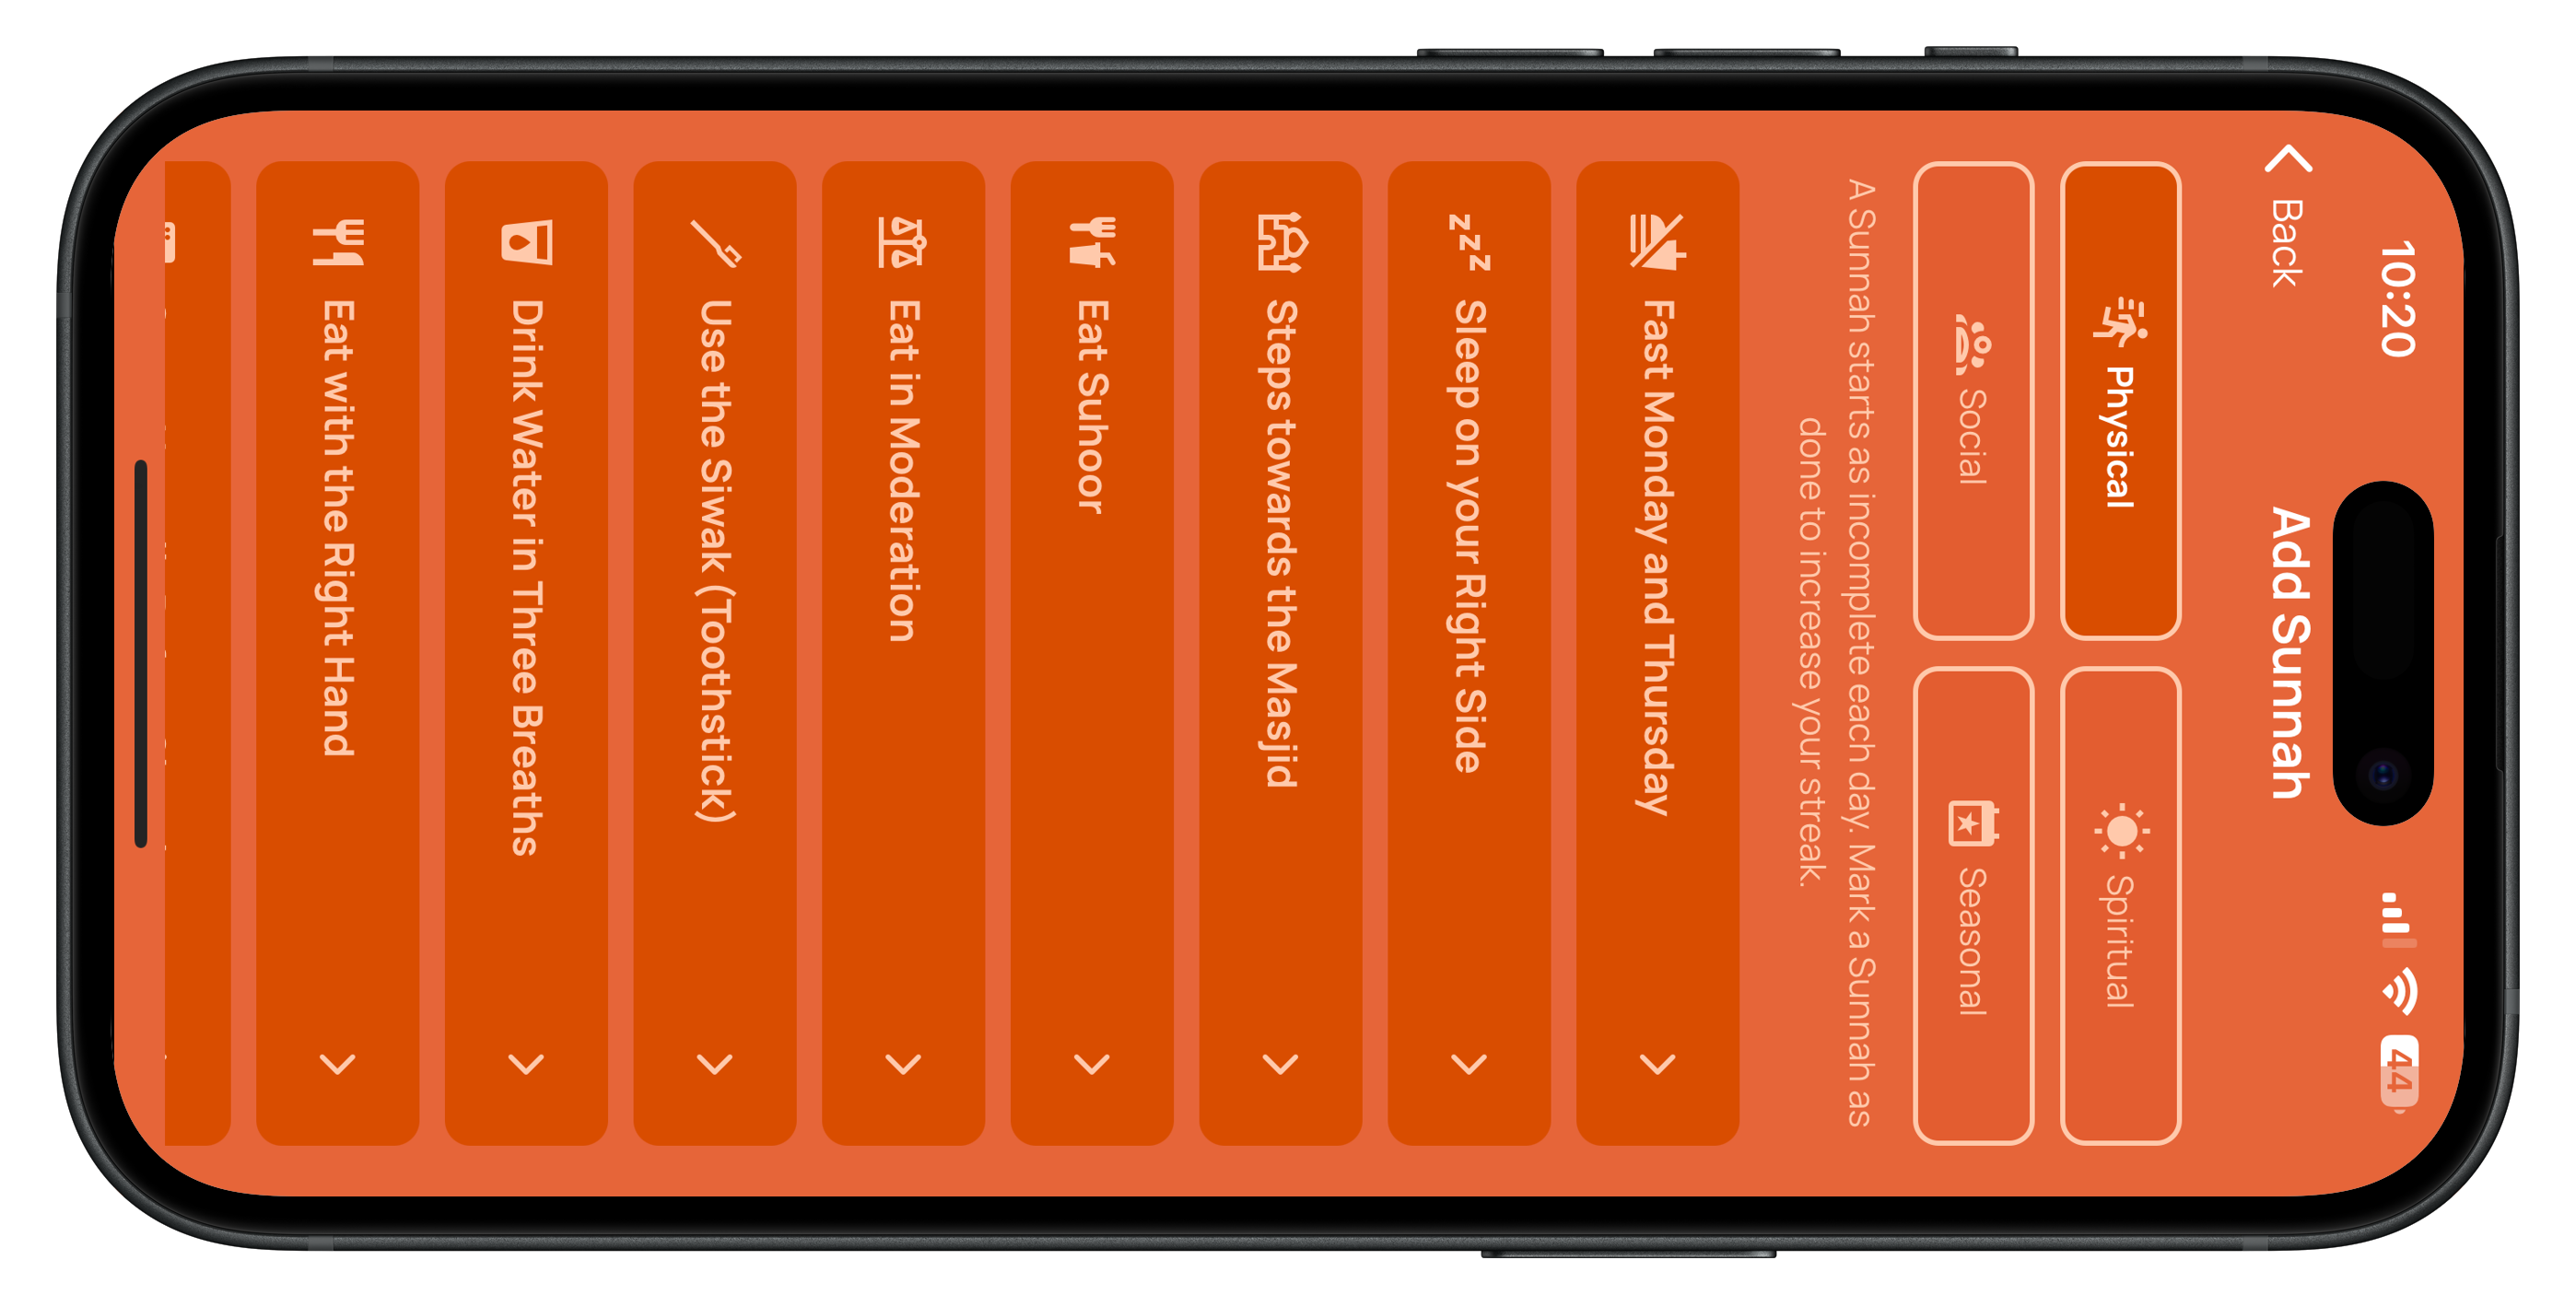 10:20
44
Back
Add Sunnah
Physical
Spiritual
Social
Seasonal
A Sunnah starts as incomplete each day. Mark a Sunnah as
done to increase your streak.
Fast Monday and Thursday
zzz Sleep on your Right Side
Steps towards the Masjid
Eat Suhoor
Eat in Moderation
Use the Siwak (Toothstick)
Drink Water in Three Breaths
Eat with the Right Hand